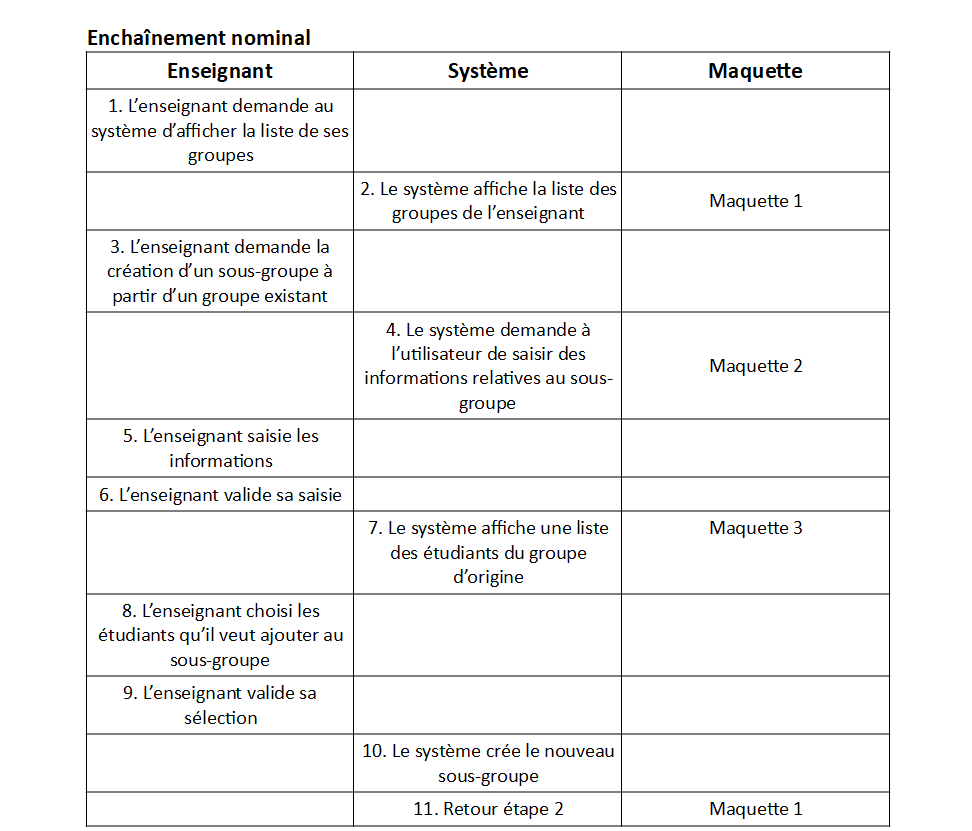 Enchaînement nominal
Enseignant Système Maquette
1. L’enseignant demande au
système d’afficher la liste de ses
groupes
2. Le système affiche la liste des
groupes de l’enseignant
Maquette 1
3. L’enseignant demande la
création d’un sous-groupe à
partir d’un groupe existant
4. Le système demande à
l’utilisateur de saisir des
informations relatives au sous-
groupe
Maquette 2
5. L’enseignant saisie les
informations
6. L’enseignant valide sa saisie
7. Le système affiche une liste
des étudiants du groupe
d’origine
Maquette 3
8. L’enseignant choisi les
étudiants qu’il veut ajouter au
sous-groupe
9. L’enseignant valide sa
sélection
10. Le système crée le nouveau
sous-groupe
11. Retour étape 2
Maquette 1